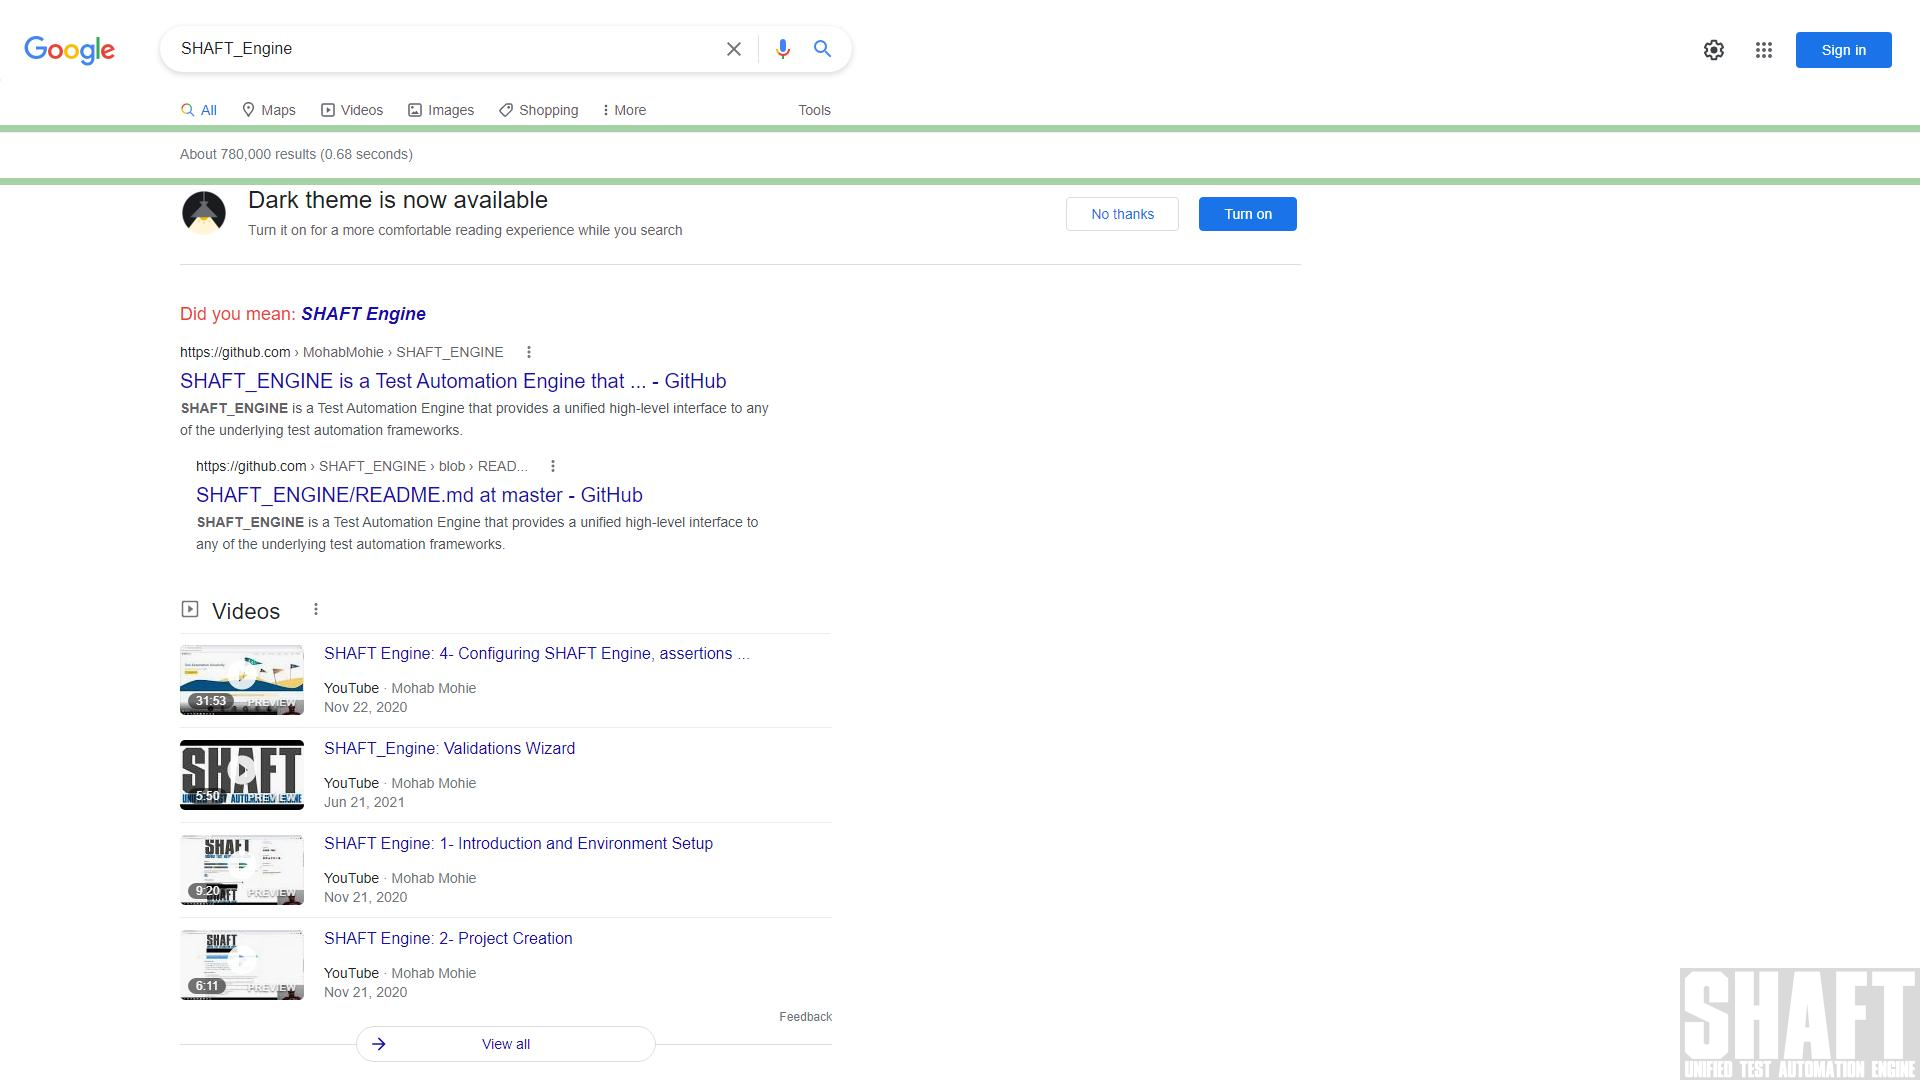 Google
SHAFT_Engine
Sign in
All
Maps
Videos
Images
Shopping
More
Tools
About 780,000 results (0.68 seconds)
Dark theme is now available
Turn it on for a more comfortable reading experience while you search
No thanks
Turn on
Did you mean: SHAFT Engine
https://github.com › MohabMohie › SHAFT_ENGINE
SHAFT_ENGINE is a Test Automation Engine that ... - GitHub
SHAFT_ENGINE is a Test Automation Engine that provides a unified high-level interface to any
of the underlying test automation frameworks.
https://github.com › SHAFT_ENGINE › blob › READ...
SHAFT_ENGINE/README.md at master - GitHub
SHAFT_ENGINE is a Test Automation Engine that provides a unified high-level interface to
any of the underlying test automation frameworks.
Videos
31:53
PREVIEW
SHAFT Engine: 4- Configuring SHAFT Engine, assertions ...
YouTube · Mohab Mohie
Nov 22, 2020
SHAFT
UNIFIED TEST AUTOMATION ENGINE
5:50
PREVIEW
SHAFT_Engine: Validations Wizard
YouTube · Mohab Mohie
Jun 21, 2021
SHAFT
9:20
PREVIEW
SHAFT
SHAFT Engine: 1- Introduction and Environment Setup
YouTube · Mohab Mohie
Nov 21, 2020
SHAFT
6:11
PREVIEW
SHAFT Engine: 2- Project Creation
YouTube · Mohab Mohie
Nov 21, 2020
Feedback
View all
SHAFT
UNIFIED TEST AUTOMATION ENGINE